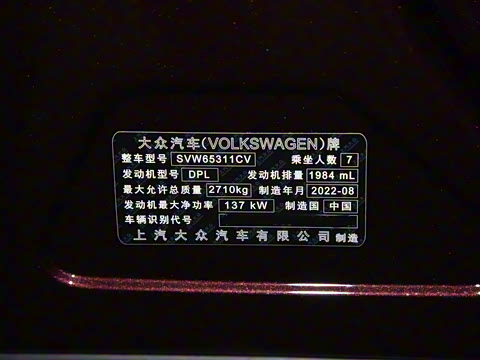 大众汽车(VOLKSWAGEN)牌
整车型号 SVW65311CV 乘坐人数 7
发动机型号 DPL 发动机排量 1984 mL
最大允许总质量 2710kg 制造年月 2022-08
发动机最大净功率 137 kW 制造国 中国
车辆识别代号
上汽大众汽车有限公司 制造